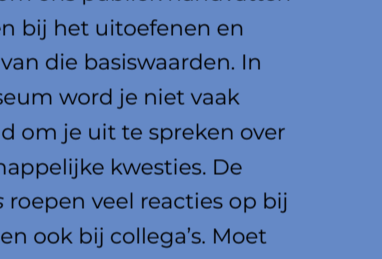 bij het uitoefenen en
van die basiswaarden. In
word je niet vaak
om je uit te spreken over
kwesties. De
roepen veel reacties op bij
en ook bij collega's. Moet